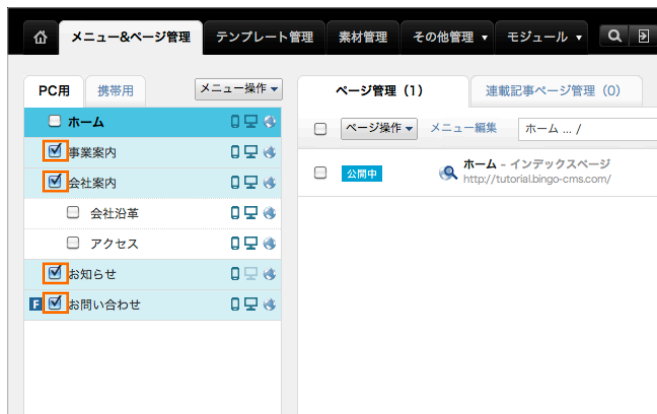 メニュー&ページ管理 テンプレート管理 素材管理 その他管理 ▼ モジュール ▼
PC用 携帯用 メニュー操作▼
ホーム
事業案内
会社案内
会社沿革
アクセス
お知らせ
F お問い合わせ
ページ管理（1） 連載記事ページ管理（0）
ページ操作▼ メニュー編集 ホーム ... /
公開中 ホーム - インデックスページ
http://tutorial.bingo-cms.com/